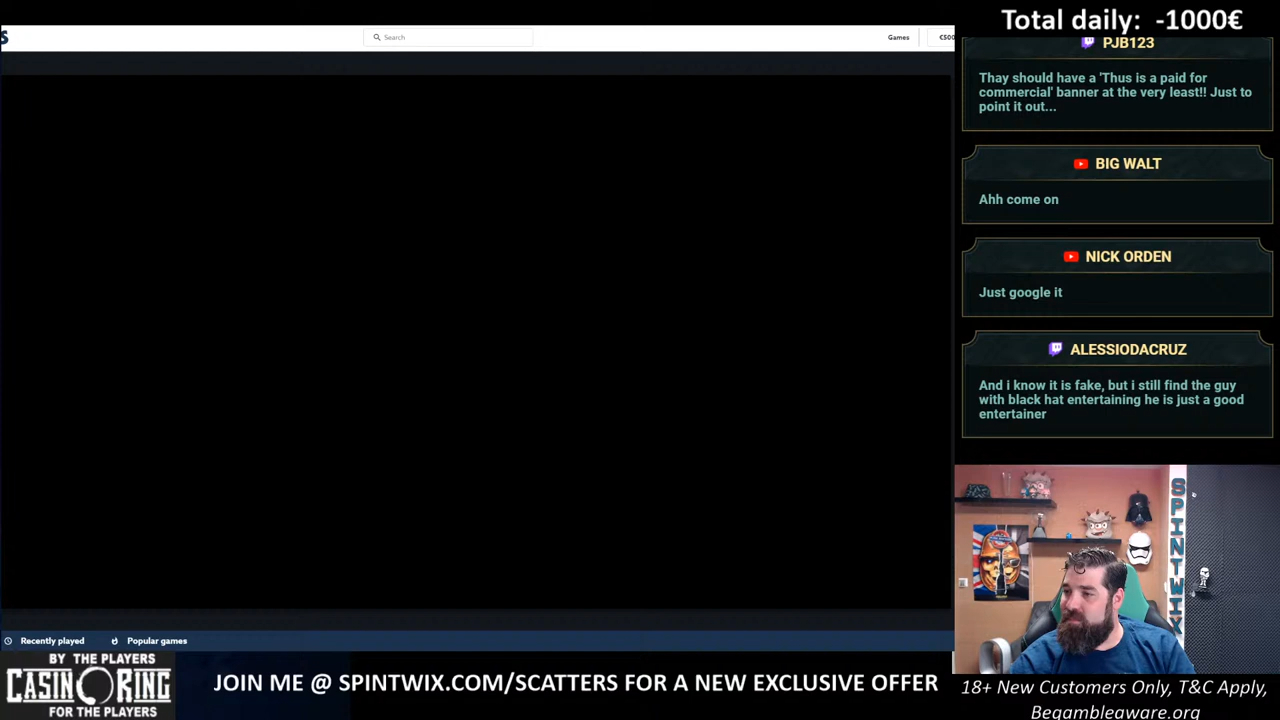 Total daily: -1000€
S
Search
Games
€500
PJB123
Thay should have a 'Thus is a paid for
commercial' banner at the very least!! Just to
point it out...
BIG WALT
Ahh come on
NICK ORDEN
Just google it
ALESSIODACRUZ
And i know it is fake, but i still find the guy
with black hat entertaining he is just a good
entertainer
SPINTWIX
Recently played
Popular games
BY THE PLAYERS
CASINO RING
FOR THE PLAYERS
JOIN ME @ SPINTWIX.COM/SCATTERS FOR A NEW EXCLUSIVE OFFER
18+ New Customers Only, T&C Apply,
Begambleaware.org